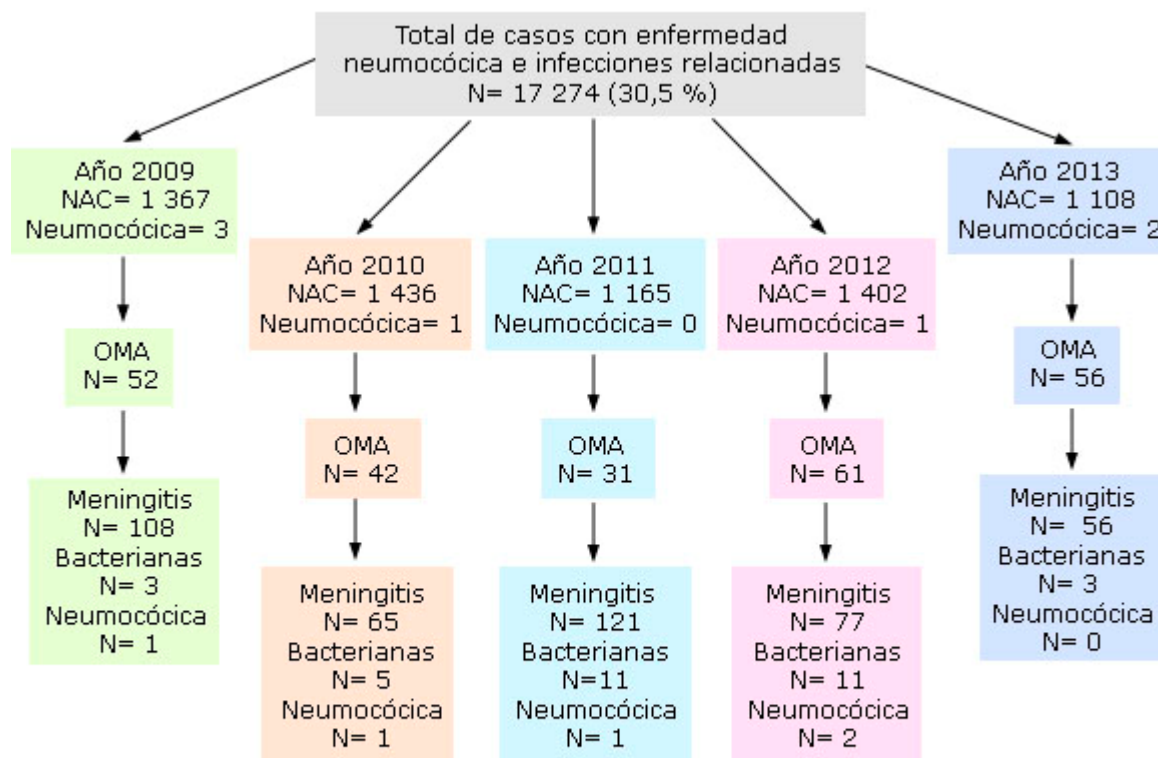 Total de casos con enfermedad
neumocócica e infecciones relacionadas
N= 17 274 (30,5 %)
Año 2009
NAC= 1 367
Neumocócica= 3
OMA
N= 52
Meningitis
N= 108
Bacterianas
N= 3
Neumocócica
N= 1
Año 2010
NAC= 1 436
Neumocócica= 1
OMA
N= 42
Meningitis
N= 65
Bacterianas
N= 5
Neumocócica
N= 1
Año 2011
NAC= 1 165
Neumocócica= 0
OMA
N= 31
Meningitis
N= 121
Bacterianas
N=11
Neumocócica
N= 1
Año 2012
NAC= 1 402
Neumocócica= 1
OMA
N= 61
Meningitis
N= 77
Bacterianas
N= 11
Neumocócica
N= 2
Año 2013
NAC= 1 108
Neumocócica= 2
OMA
N= 56
Meningitis
N= 56
Bacterianas
N= 3
Neumocócica
N= 0